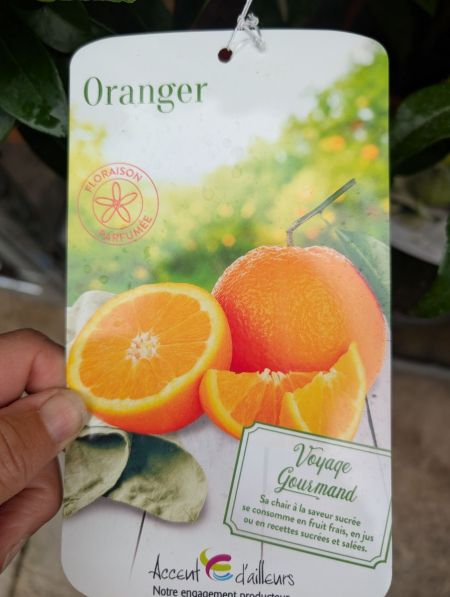 Oranger
FLORAISON
PARFUMÉE
Voyage
Gourmand
Sa chair à la saveur sucrée
se consomme en fruit frais, en jus
ou en recettes sucrées et salées.
Accent d'ailleurs
Notre engagement producteur